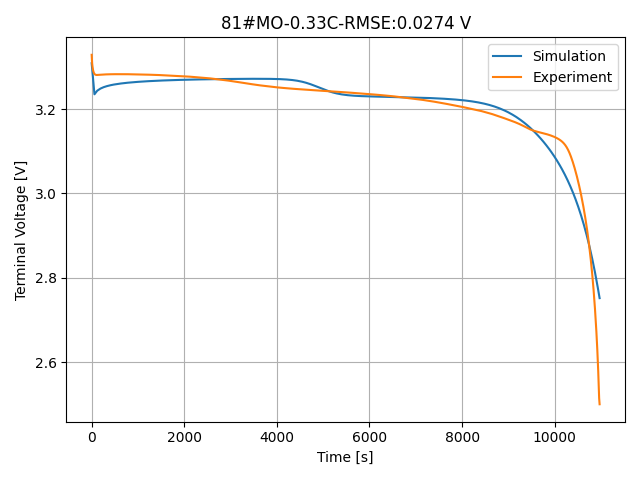 81#MO-0.33C-RMSE:0.0274 V
Simulation
Experiment
Terminal Voltage [V]
3.2
3.0
2.8
2.6
0 2000 4000 6000 8000 10000
Time [s]